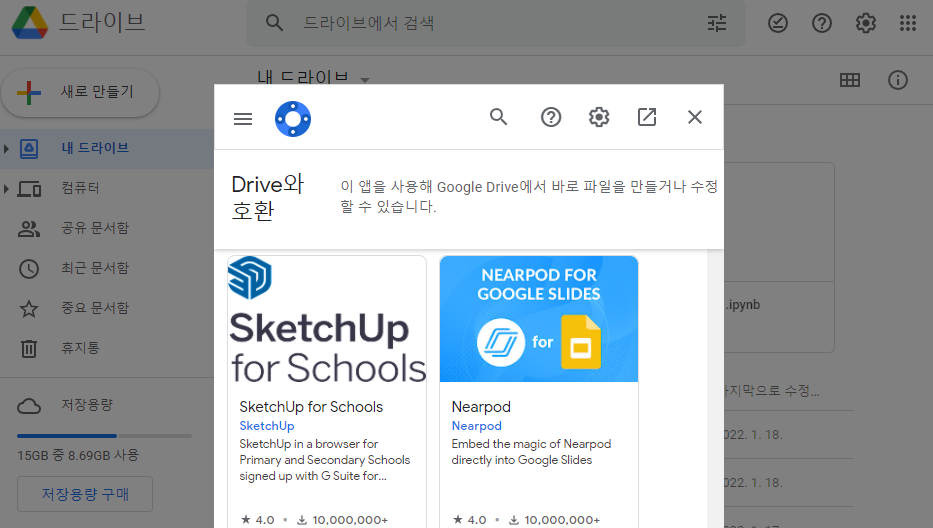 드라이브
드라이브에서 검색
새로 만들기
내 드라이브
내 드라이브
컴퓨터
공유 문서함
최근 문서함
중요 문서함
휴지통
저장용량
15GB 중 8.69GB 사용
저장용량 구매
Drive와
호환
이 앱을 사용해 Google Drive에서 바로 파일을 만들거나 수정
할 수 있습니다.
SketchUp
for Schools
SketchUp for Schools
SketchUp
SketchUp in a browser for
Primary and Secondary Schools
signed up with G Suite for...
★ 4.0 • 10,000,000+
NEARPOD FOR
GOOGLE SLIDES
for
Nearpod
Nearpod
Embed the magic of Nearpod
directly into Google Slides
★ 4.0 • 10,000,000+
.ipynb
수정...
022. 1. 18.
022. 1. 18.